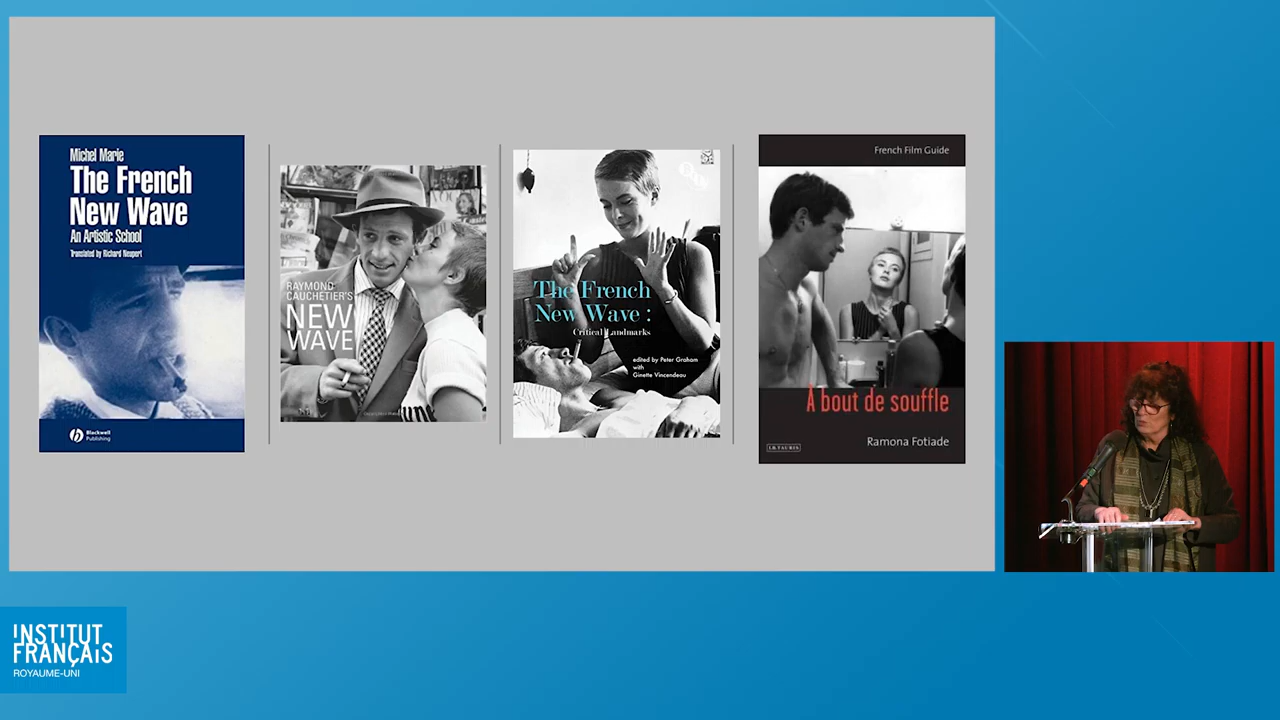 Michel Marie
The French
New Wave
An Artistic School
Translated by Richard Neupert
Blackwell
Publishing
RAYMOND
CAUCHETIER'S
NEW
WAVE
VOGUE
The French
New Wave :
Critical Landmarks
edited by Peter Graham
with
Ginette Vincendeau
French Film Guide
À bout de souffle
Ramona Fotiade
I.B.TAURIS
INSTITUT
FRANÇAIS
ROYAUME-UNI